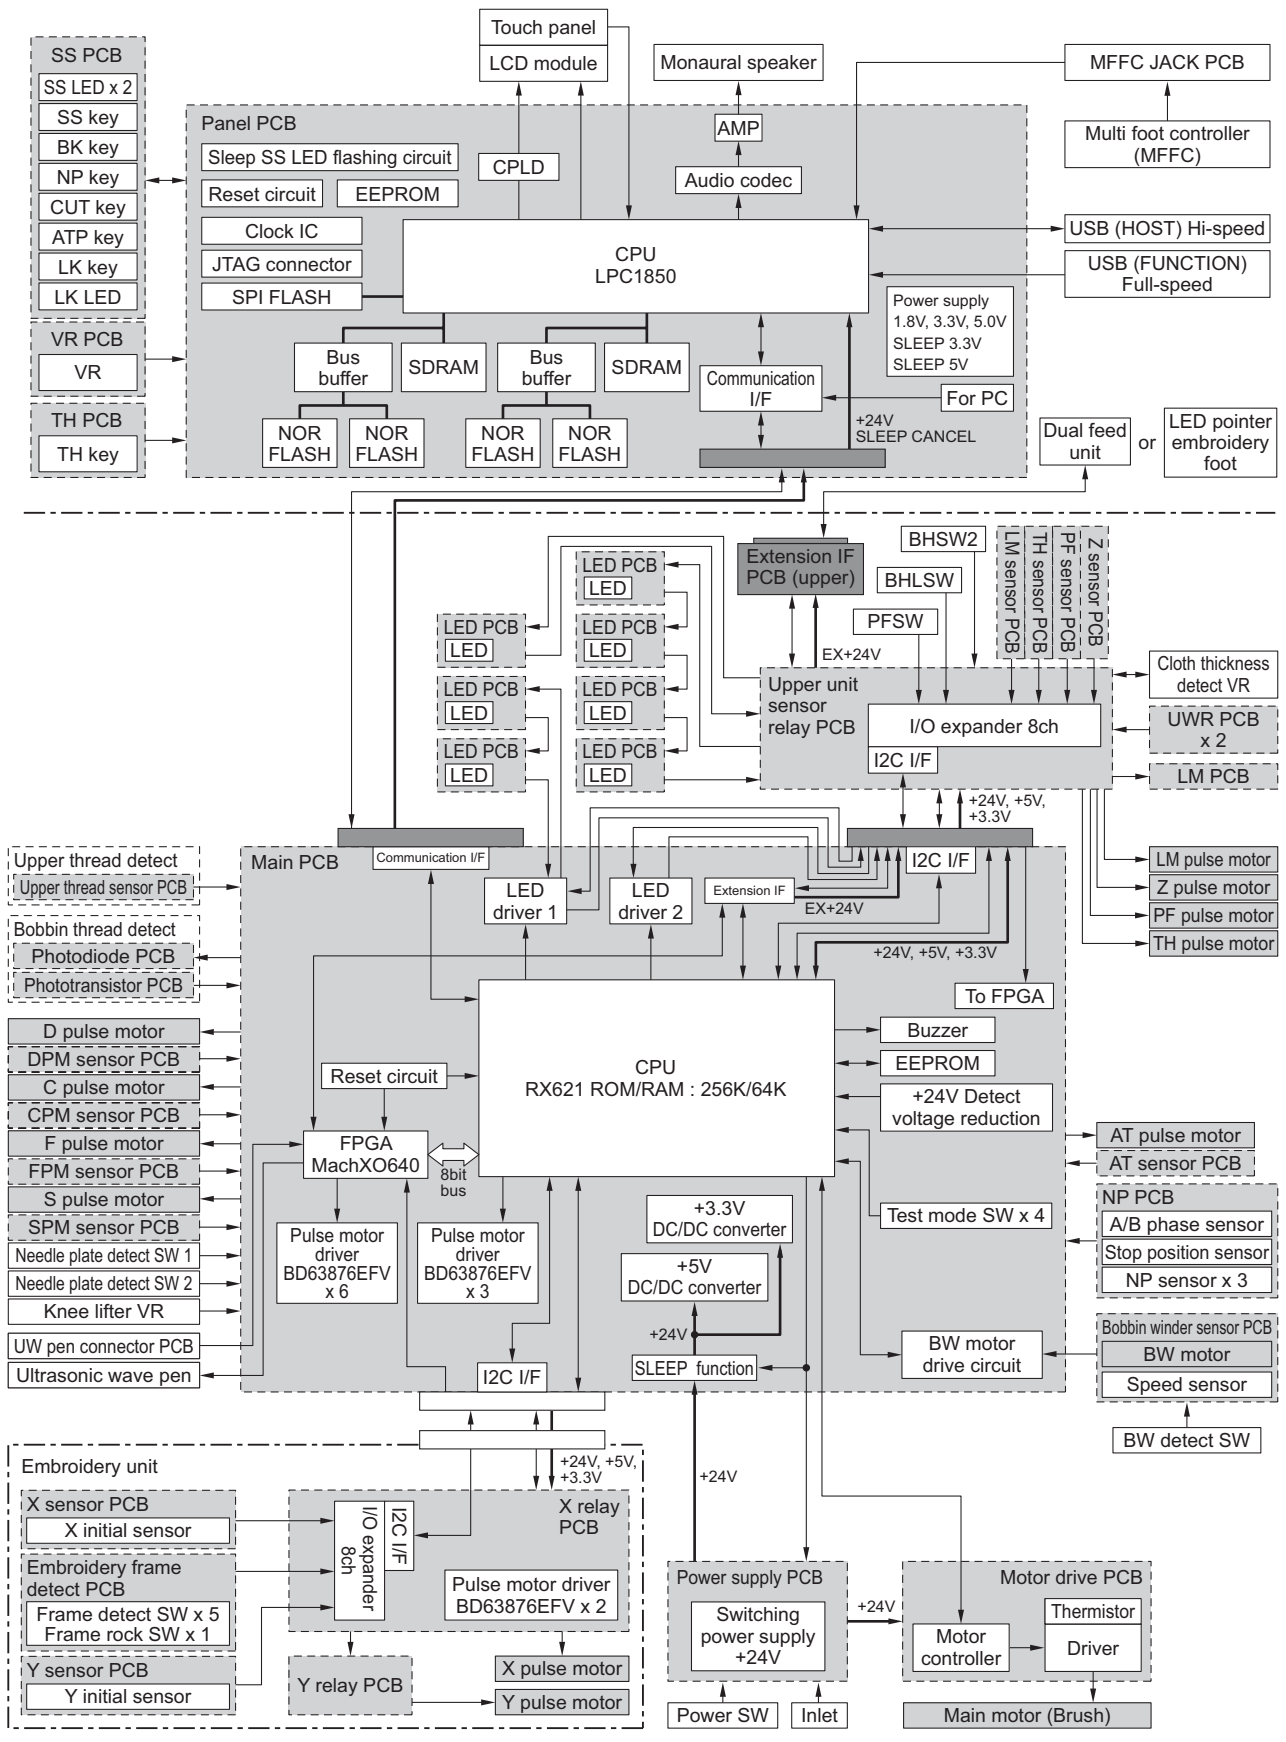 SS PCB
SS LED x 2
SS key
BK key
NP key
CUT key
ATP key
LK key
LK LED
VR PCB
VR
TH PCB
TH key
Touch panel
LCD module
Monaural speaker
MFFC JACK PCB
Multi foot controller
(MFFC)
USB (HOST) Hi-speed
USB (FUNCTION)
Full-speed
Panel PCB
Sleep SS LED flashing circuit
Reset circuit
EEPROM
Clock IC
JTAG connector
SPI FLASH
CPLD
AMP
Audio codec
CPU
LPC1850
Power supply
1.8V, 3.3V, 5.0V
SLEEP 3.3V
SLEEP 5V
Bus
buffer
SDRAM
Bus
buffer
SDRAM
NOR
FLASH
NOR
FLASH
NOR
FLASH
NOR
FLASH
Communication
I/F
For PC
+24V
SLEEP CANCEL
Dual feed
unit
or
LED pointer
embroidery
foot
Extension IF
PCB (upper)
BHSW2
BHLSW
PFSW
LM sensor PCB
TH sensor PCB
PF sensor PCB
Z sensor PCB
LED PCB
LED
LED PCB
LED
LED PCB
LED
LED PCB
LED
LED PCB
LED
LED PCB
LED
LED PCB
LED
EX+24V
Upper unit
sensor
relay PCB
I/O expander 8ch
I2C I/F
Cloth thickness
detect VR
UWR PCB
x 2
LM PCB
+24V, +5V,
+3.3V
LM pulse motor
Z pulse motor
PF pulse motor
TH pulse motor
Main PCB
Communication I/F
LED
driver 1
LED
driver 2
Extension IF
I2C I/F
EX+24V
+24V, +5V, +3.3V
To FPGA
Upper thread detect
Upper thread sensor PCB
Bobbin thread detect
Photodiode PCB
Phototransistor PCB
D pulse motor
DPM sensor PCB
C pulse motor
CPM sensor PCB
F pulse motor
FPM sensor PCB
S pulse motor
SPM sensor PCB
Needle plate detect SW 1
Needle plate detect SW 2
Knee lifter VR
UW pen connector PCB
Ultrasonic wave pen
CPU
RX621 ROM/RAM : 256K/64K
Reset circuit
FPGA
MachXO640
8bit
bus
Buzzer
EEPROM
+24V Detect
voltage reduction
Test mode SW x 4
BW motor
drive circuit
Pulse motor
driver
BD63876EFV
x 6
Pulse motor
driver
BD63876EFV
x 3
+3.3V
DC/DC converter
+5V
DC/DC converter
+24V
SLEEP function
I2C I/F
AT pulse motor
AT sensor PCB
NP PCB
A/B phase sensor
Stop position sensor
NP sensor x 3
Bobbin winder sensor PCB
BW motor
Speed sensor
BW detect SW
Embroidery unit
X sensor PCB
X initial sensor
Embroidery frame
detect PCB
Frame detect SW x 5
Frame rock SW x 1
Y sensor PCB
Y initial sensor
+24V, +5V,
+3.3V
X relay
PCB
I/O expander
8ch
I2C I/F
Pulse motor driver
BD63876EFV x 2
Y relay PCB
X pulse motor
Y pulse motor
+24V
Power supply PCB
Switching
power supply
+24V
Power SW
Inlet
+24V
Motor drive PCB
Motor
controller
Thermistor
Driver
Main motor (Brush)